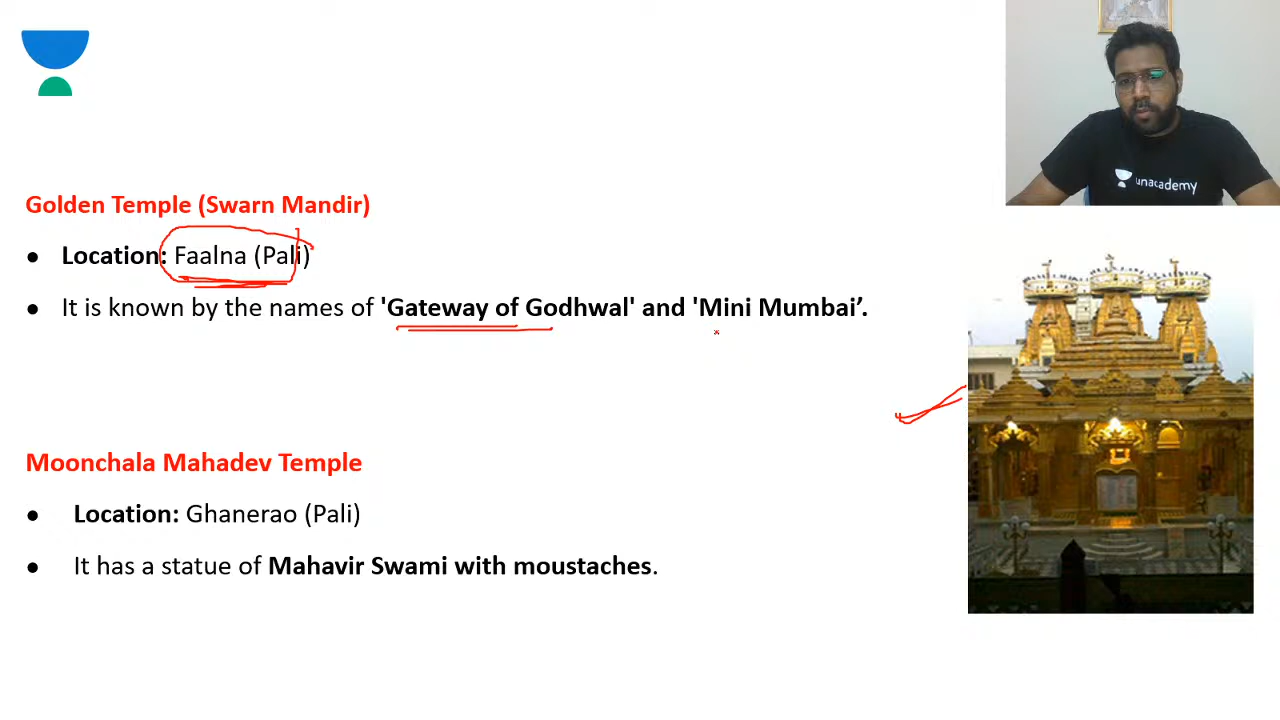 unacademy
Golden Temple (Swarn Mandir)
● Location: Faalna (Pali)
● It is known by the names of 'Gateway of Godhwal' and 'Mini Mumbai’.
Moonchala Mahadev Temple
● Location: Ghanerao (Pali)
● It has a statue of Mahavir Swami with moustaches.